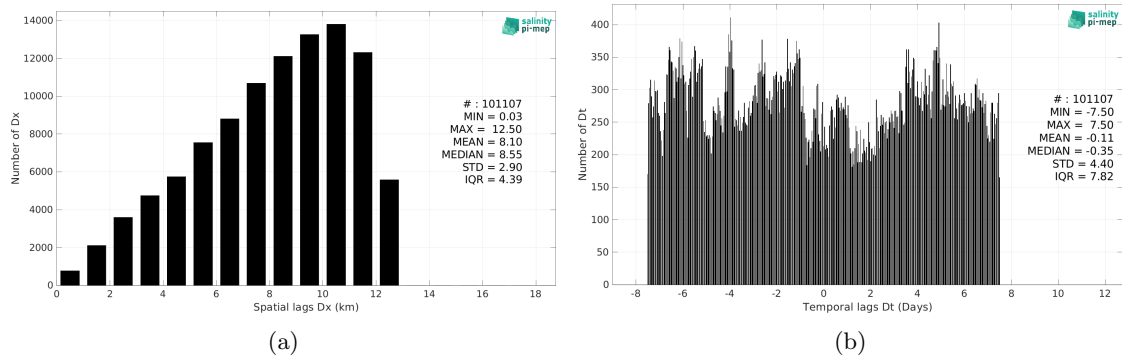 14000
12000
10000
8000
6000
4000
2000
0
Number of Dx
0 2 4 6 8 10 12 14 16 18
Spatial lags Dx (km)
salinity
pi-mep
# : 101107
MIN = 0.03
MAX = 12.50
MEAN = 8.10
MEDIAN = 8.55
STD = 2.90
IQR = 4.39
(a)
400
350
300
250
200
150
100
50
0
Number of Dt
-8 -6 -4 -2 0 2 4 6 8 10 12
Temporal lags Dt (Days)
salinity
pi-mep
# : 101107
MIN = -7.50
MAX = 7.50
MEAN = -0.11
MEDIAN = -0.35
STD = 4.40
IQR = 7.82
(b)